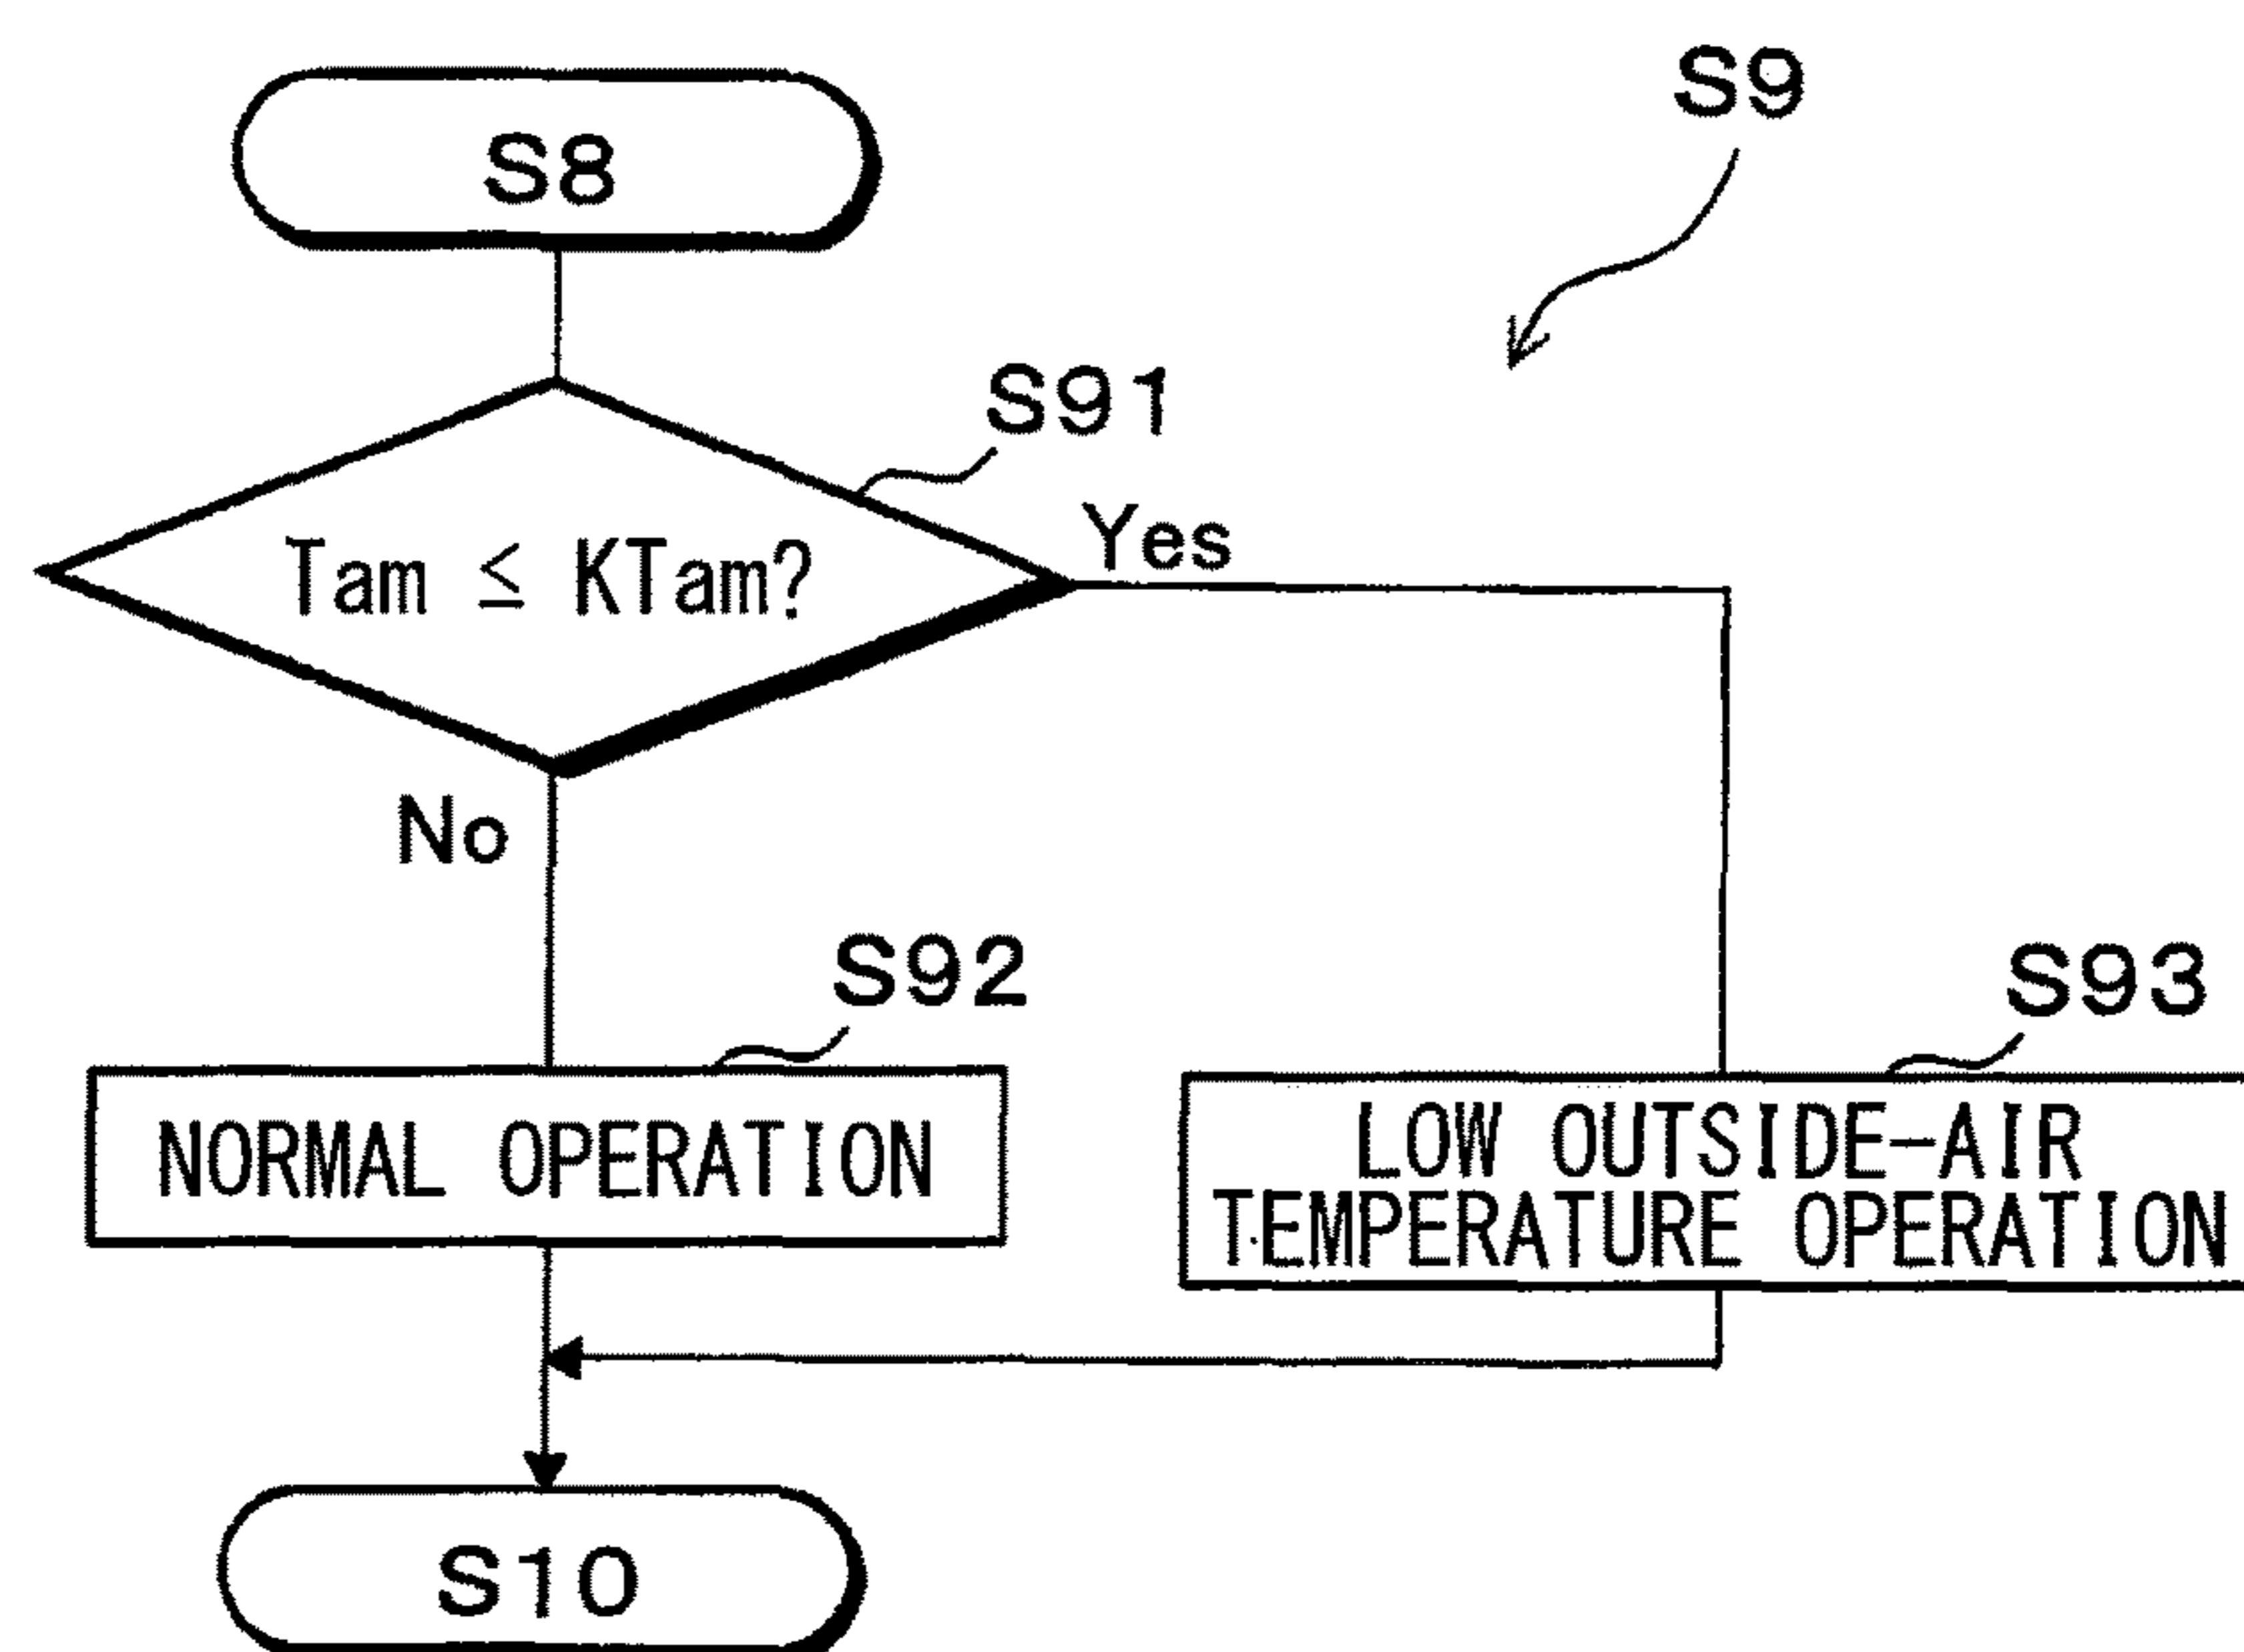 S9
S8
S91
Tam ≤ KTam?
Yes
No
S92
S93
NORMAL OPERATION
LOW OUTSIDE-AIR
TEMPERATURE OPERATION
S10